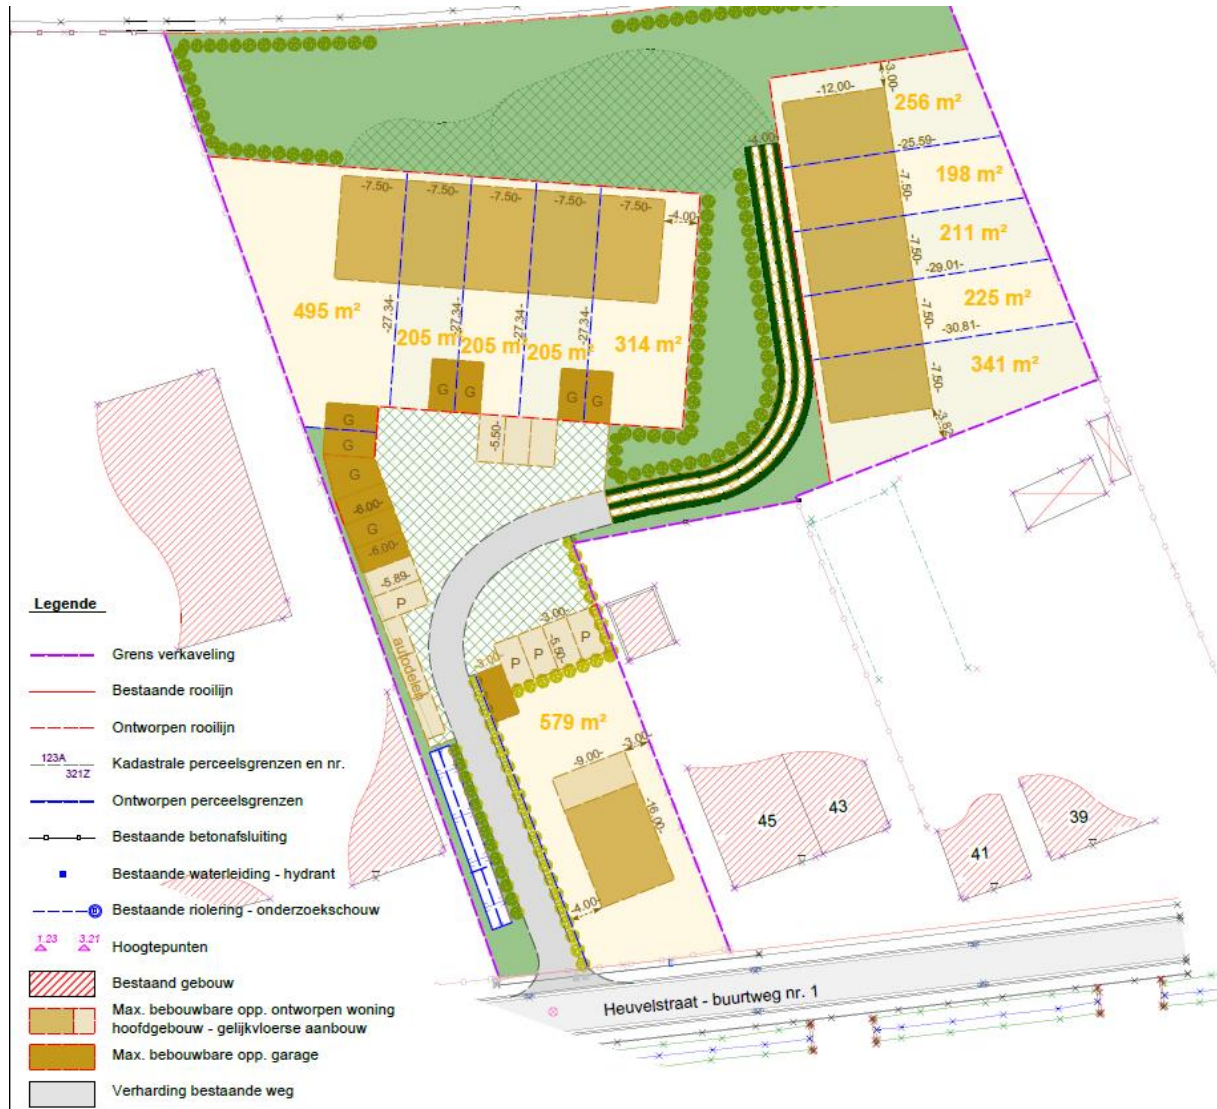 -12.00-
-3.00-
256 m²
-4.00-
-25.59-
-7.50-
198 m²
-7.50-
211 m²
-7.50-
-29.01-
225 m²
-7.50-
-30.81-
341 m²
-7.50-
-3.82-
-7.50-
-7.50-
-7.50-
-7.50-
-7.50-
-4.00-
495 m²
-27.34-
-27.34-
-27.34-
-27.34-
205 m²
205 m²
205 m²
314 m²
G
G
G
G
G
G
G
-5.50-
-6.00-
G
-6.00-
-5.89-
P
autodelen
-3.00-
-3.00-
P
P
-5.50-
P
579 m²
-9.00-
-3.00-
-16.00-
-4.00-
45
43
41
39
Heuvelstraat - buurtweg nr. 1
Legende
Grens verkaveling
Bestaande rooilijn
Ontworpen rooilijn
123A
321Z
Kadastrale perceelsgrenzen en nr.
Ontworpen perceelsgrenzen
Bestaande betonafsluiting
Bestaande waterleiding - hydrant
Bestaande riolering - onderzoekschouw
1.23 3.21
Hoogtepunten
Bestaand gebouw
Max. bebouwbare opp. ontworpen woning
hoofdgebouw - gelijkvloerse aanbouw
Max. bebouwbare opp. garage
Verharding bestaande weg